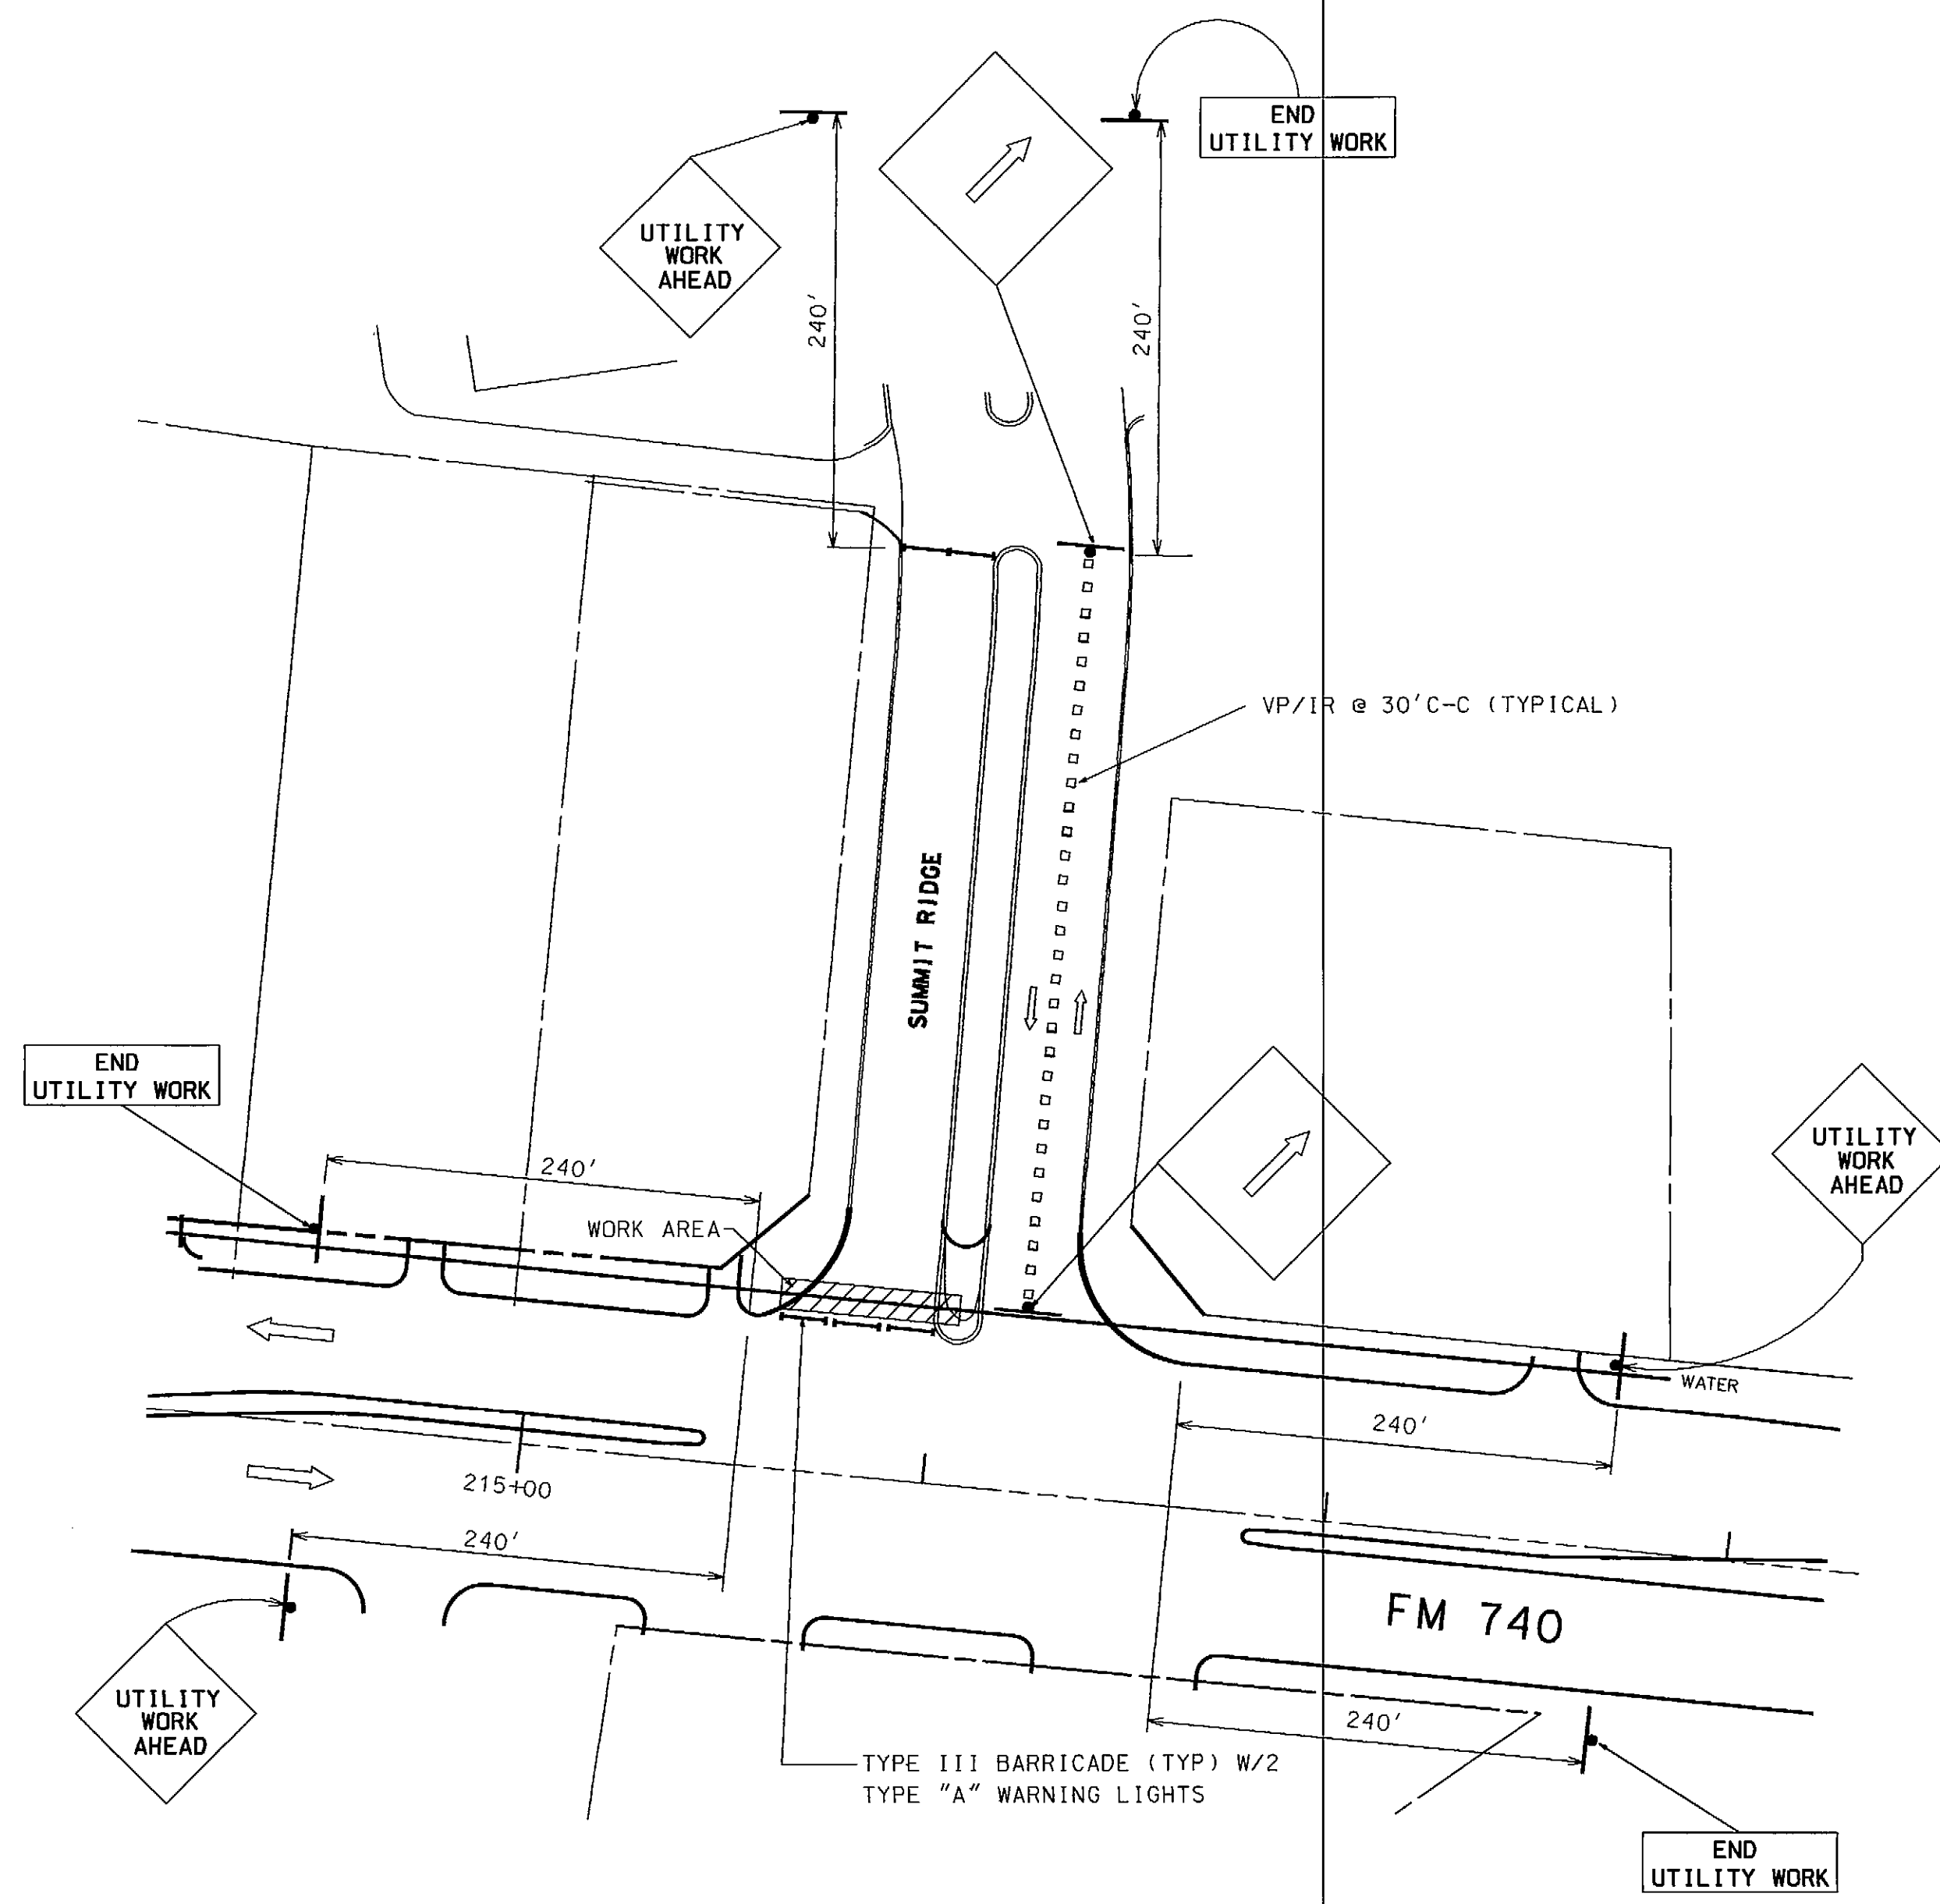 END
UTILITY WORK
UTILITY
WORK
AHEAD
240'
240'
VP/IR @ 30'C-C (TYPICAL)
SUMMIT RIDGE
END
UTILITY WORK
UTILITY
WORK
AHEAD
240'
WORK AREA
WATER
240'
215+00
240'
FM 740
UTILITY
WORK
AHEAD
240'
TYPE III BARRICADE (TYP) W/2
TYPE "A" WARNING LIGHTS
END
UTILITY WORK